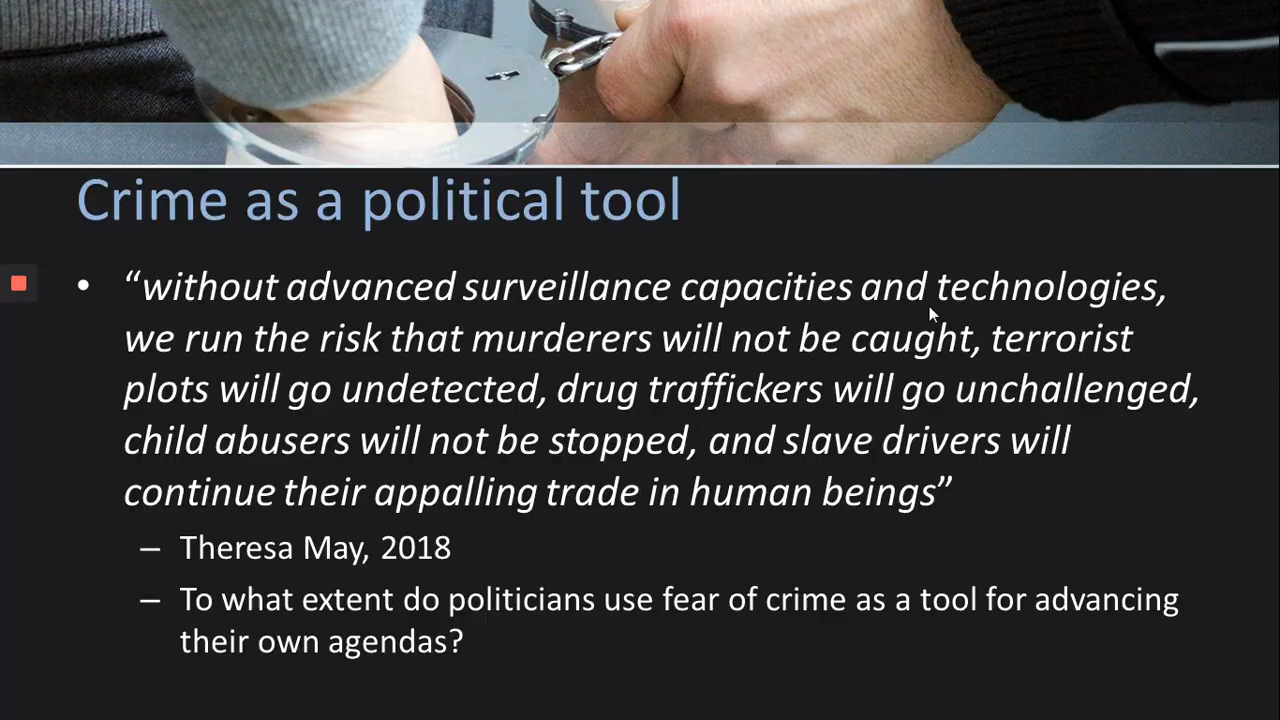 Crime as a political tool
• “without advanced surveillance capacities and technologies,
we run the risk that murderers will not be caught, terrorist
plots will go undetected, drug traffickers will go unchallenged,
child abusers will not be stopped, and slave drivers will
continue their appalling trade in human beings”
– Theresa May, 2018
– To what extent do politicians use fear of crime as a tool for advancing
their own agendas?